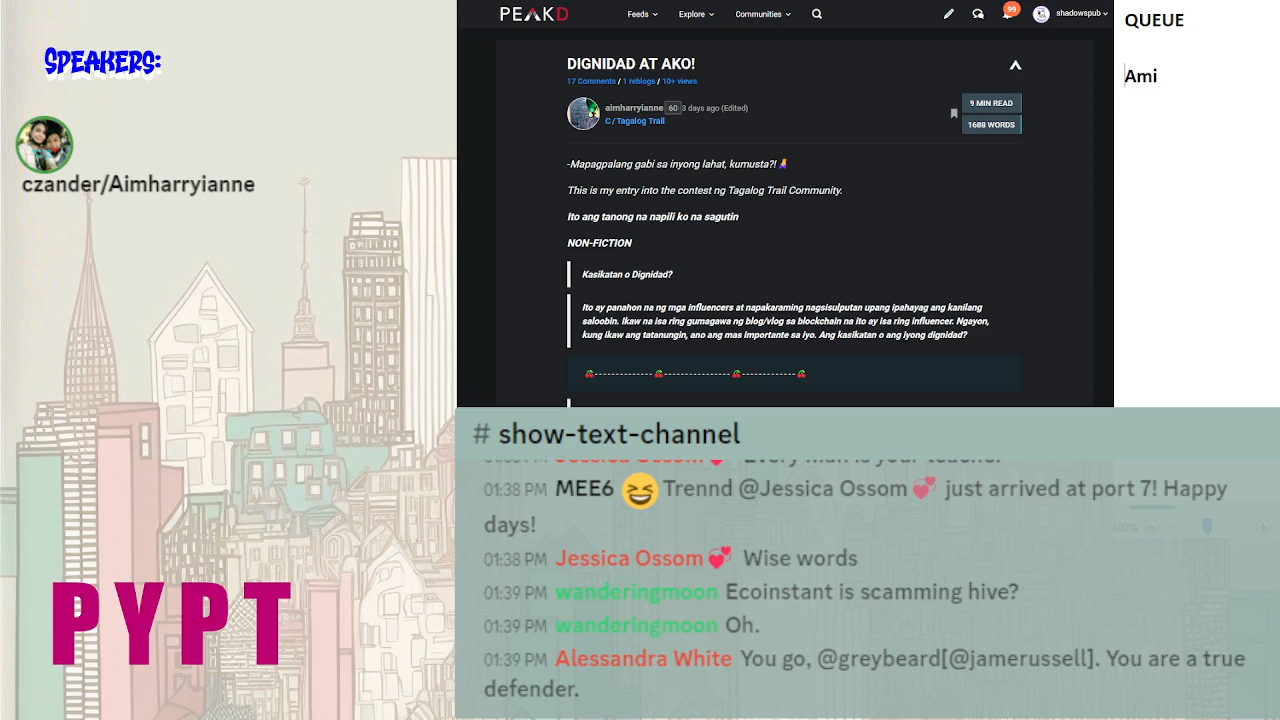 SPEAKERS:
czander/Aimharryianne
PYPT
PEAKD
Feeds
Explore
Communities
99
shadowspub
DIGNIDAD AT AKO!
17 Comments / 1 reblogs / 10+ views
aimharryianne 60 3 days ago (Edited)
C / Tagalog Trail
9 MIN READ
1688 WORDS
-Mapagpalang gabi sa inyong lahat, kumusta?!
This is my entry into the contest ng Tagalog Trail Community.
Ito ang tanong na napili ko na sagutin
NON-FICTION
Kasikatan o Dignidad?
Ito ay panahon na ng mga influencers at napakaraming nagsisulputan upang ipahayag ang kanilang
saloobin. Ikaw na isa ring gumagawa ng blog/vlog sa blockchain na ito ay isa ring influencer. Ngayon,
kung ikaw ang tatanungin, ano ang mas importante sa iyo. Ang kasikatan o ang iyong dignidad?
QUEUE
Ami
# show-text-channel
01:38 PM MEE6 Trennd @Jessica Ossom just arrived at port 7! Happy
days!
01:38 PM Jessica Ossom Wise words
01:39 PM wanderingmoon Ecoinstant is scamming hive?
01:39 PM wanderingmoon Oh.
01:39 PM Alessandra White You go, @greybeard[@jamerussell]. You are a true
defender.
100%